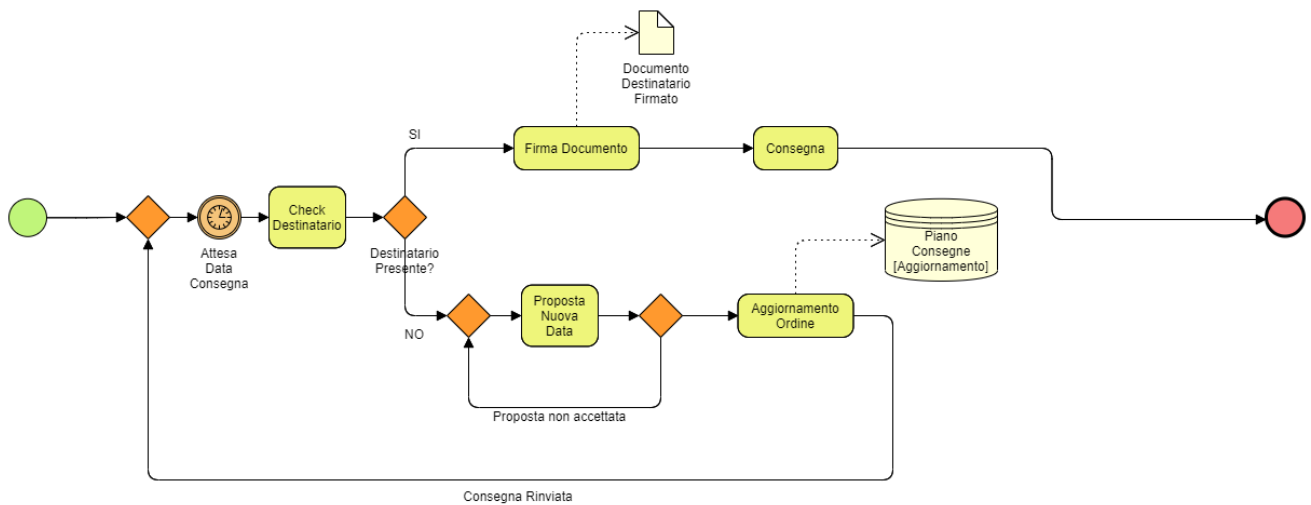 Documento
Destinatario
Firmato
SI
Firma Documento
Consegna
Check
Destinatario
Attesa
Data
Consegna
Destinatario
Presente?
Piano
Consegne
[Aggiornamento]
NO
Proposta
Nuova
Data
Aggiornamento
Ordine
Proposta non accettata
Consegna Rinviata